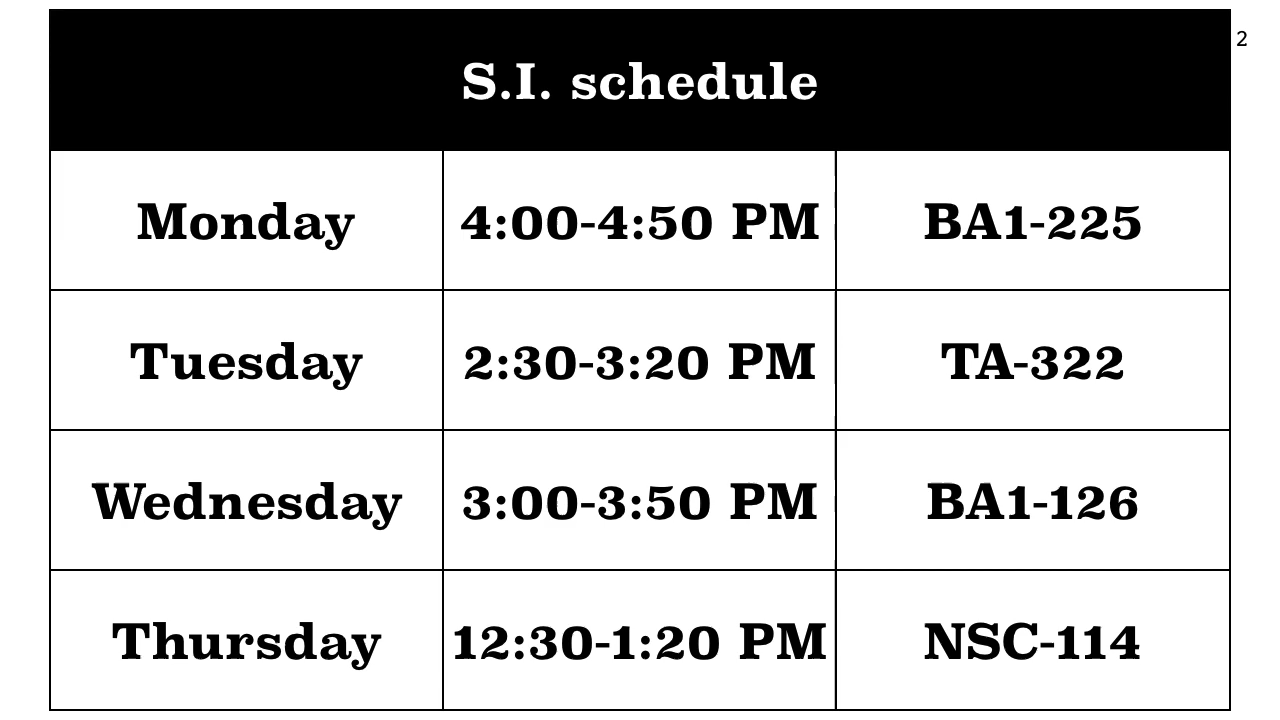 2
S.I. schedule
Monday 4:00-4:50 PM BA1-225
Tuesday 2:30-3:20 PM TA-322
Wednesday 3:00-3:50 PM BA1-126
Thursday 12:30-1:20 PM NSC-114